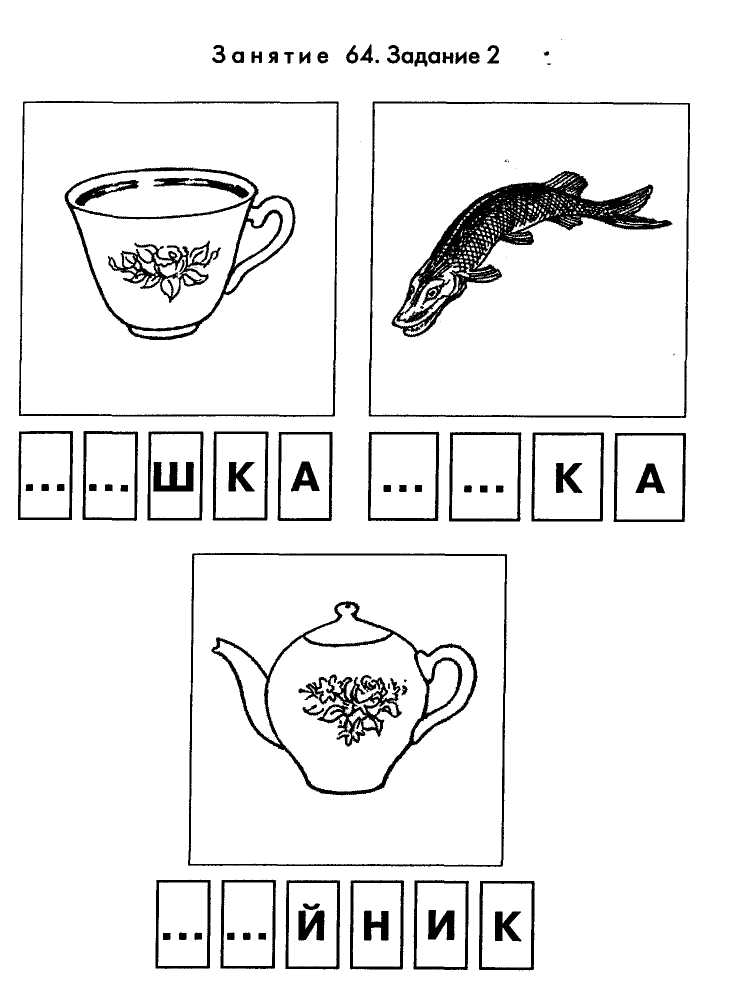 Занятие 64. Задание 2
... ... Ш К А
... ... К А
... ... Й Н И К